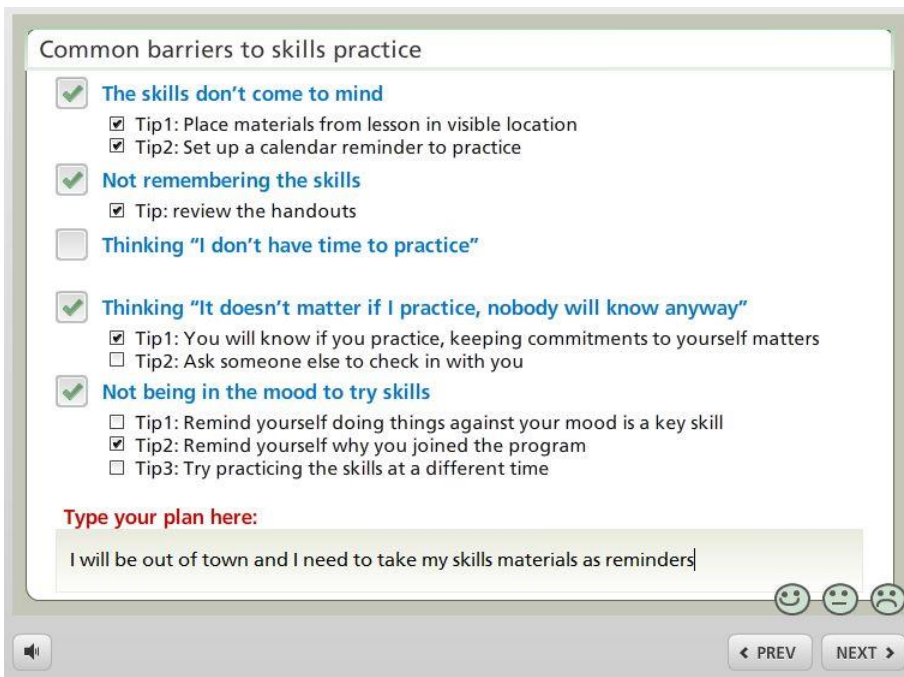 Common barriers to skills practice
The skills don’t come to mind
Tip1: Place materials from lesson in visible location
Tip2: Set up a calendar reminder to practice
Not remembering the skills
Tip: review the handouts
Thinking “I don’t have time to practice”
Thinking “It doesn’t matter if I practice, nobody will know anyway”
Tip1: You will know if you practice, keeping commitments to yourself matters
Tip2: Ask someone else to check in with you
Not being in the mood to try skills
Tip1: Remind yourself doing things against your mood is a key skill
Tip2: Remind yourself why you joined the program
Tip3: Try practicing the skills at a different time
Type your plan here:
I will be out of town and I need to take my skills materials as reminders
PREV NEXT